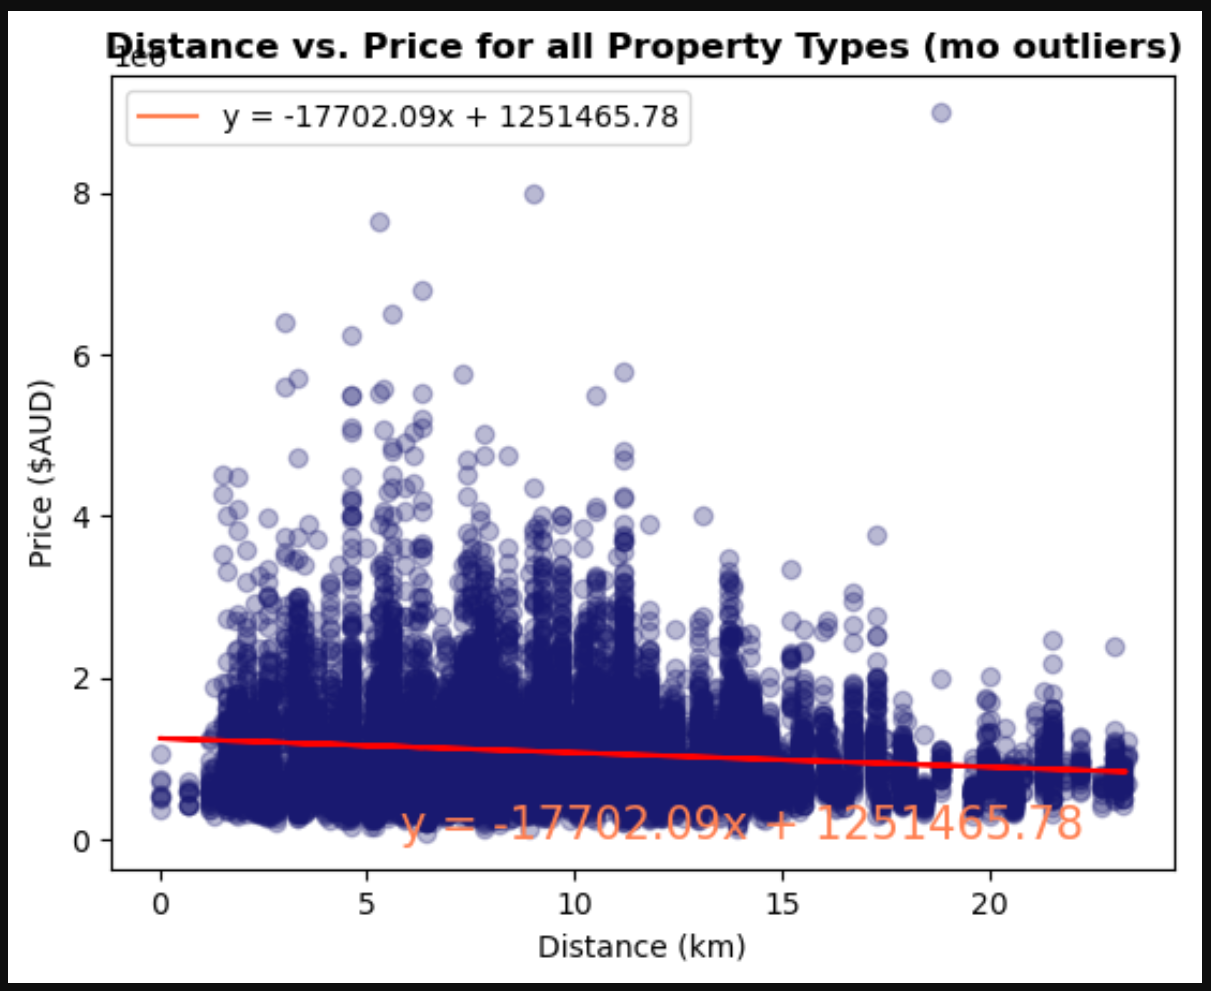 Distance vs. Price for all Property Types (mo outliers)
1e6
y = -17702.09x + 1251465.78
8
6
4
2
0
Price ($AUD)
y = -17702.09x + 1251465.78
0 5 10 15 20
Distance (km)